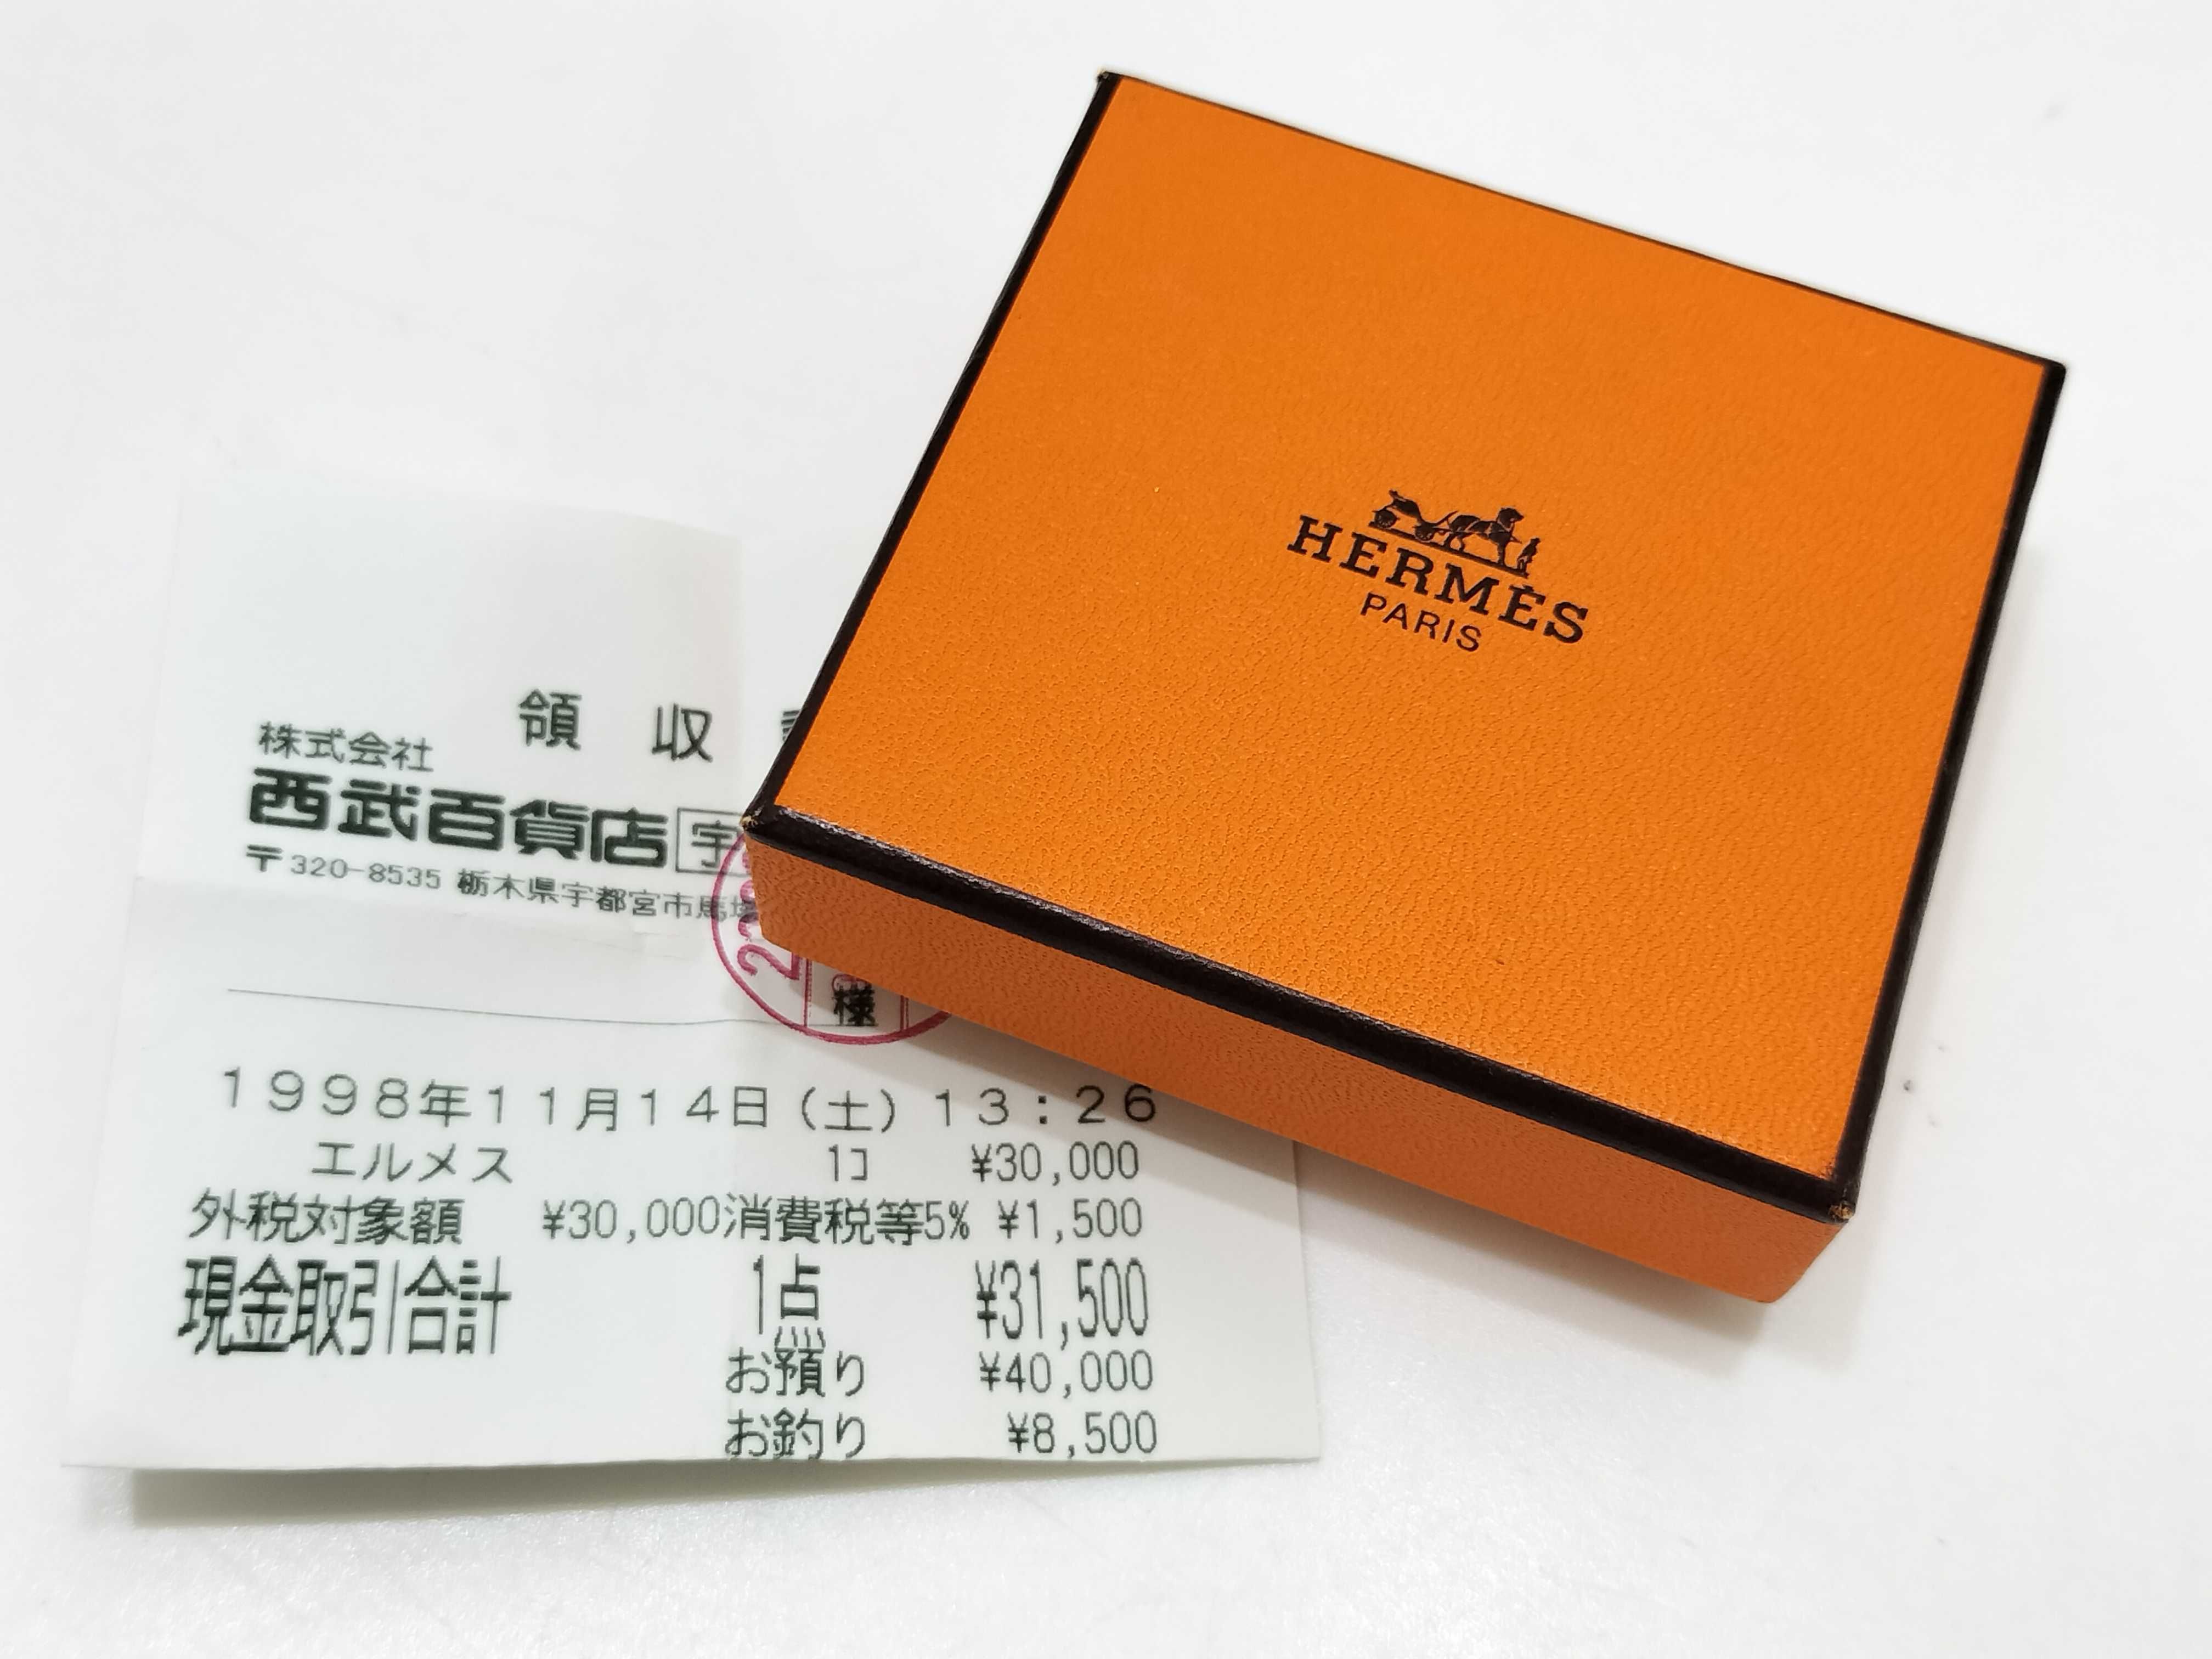 HERMÈS
PARIS
領収
株式会社
西武百貨店 宇
〒320-8535 栃木県宇都宮市馬場
様
1998年11月14日(土)13:26
エルメス 1コ ¥30,000
外税対象額 ¥30,000消費税等5% ¥1,500
現金取引合計 1点 ¥31,500
お預り ¥40,000
お釣り ¥8,500